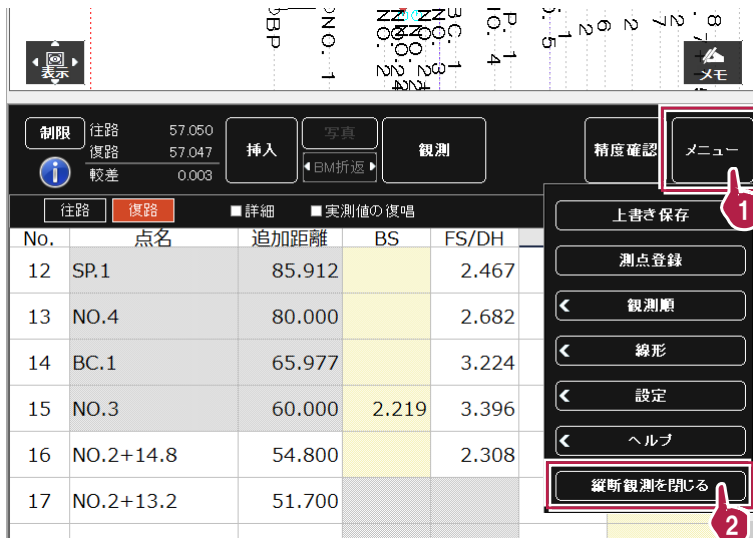 表示
メモ
制限
往路 57.050
復路 57.047
較差 0.003
挿入
写真
BM折返
観測
精度確認
メニュー
1
往路 復路 ■詳細 ■実測値の復唱
No. 点名 追加距離 BS FS/DH
12 SP.1 85.912 2.467
13 NO.4 80.000 2.682
14 BC.1 65.977 3.224
15 NO.3 60.000 2.219 3.396
16 NO.2+14.8 54.800 2.308
17 NO.2+13.2 51.700
上書き保存
測点登録
観測順
線形
設定
ヘルプ
縦断観測を閉じる
2